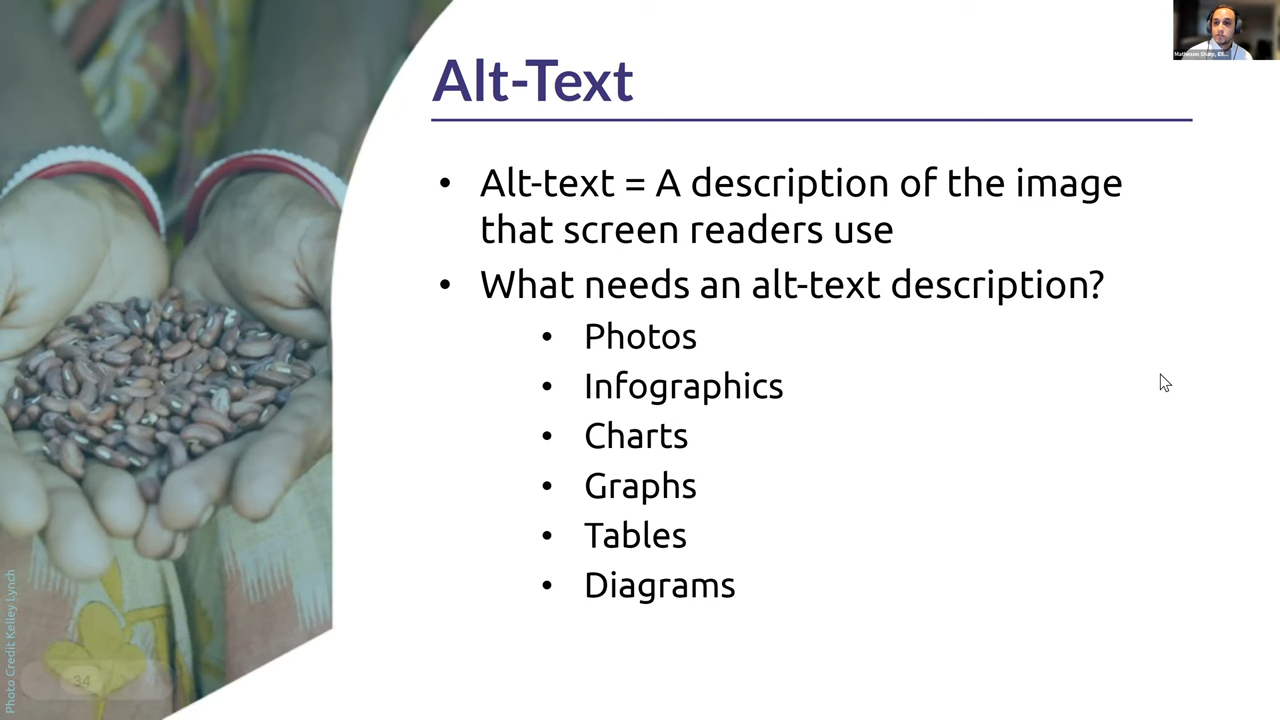 Alt-Text
• Alt-text = A description of the image
that screen readers use
• What needs an alt-text description?
• Photos
• Infographics
• Charts
• Graphs
• Tables
• Diagrams
Photo Credit Kelley Lynch
34